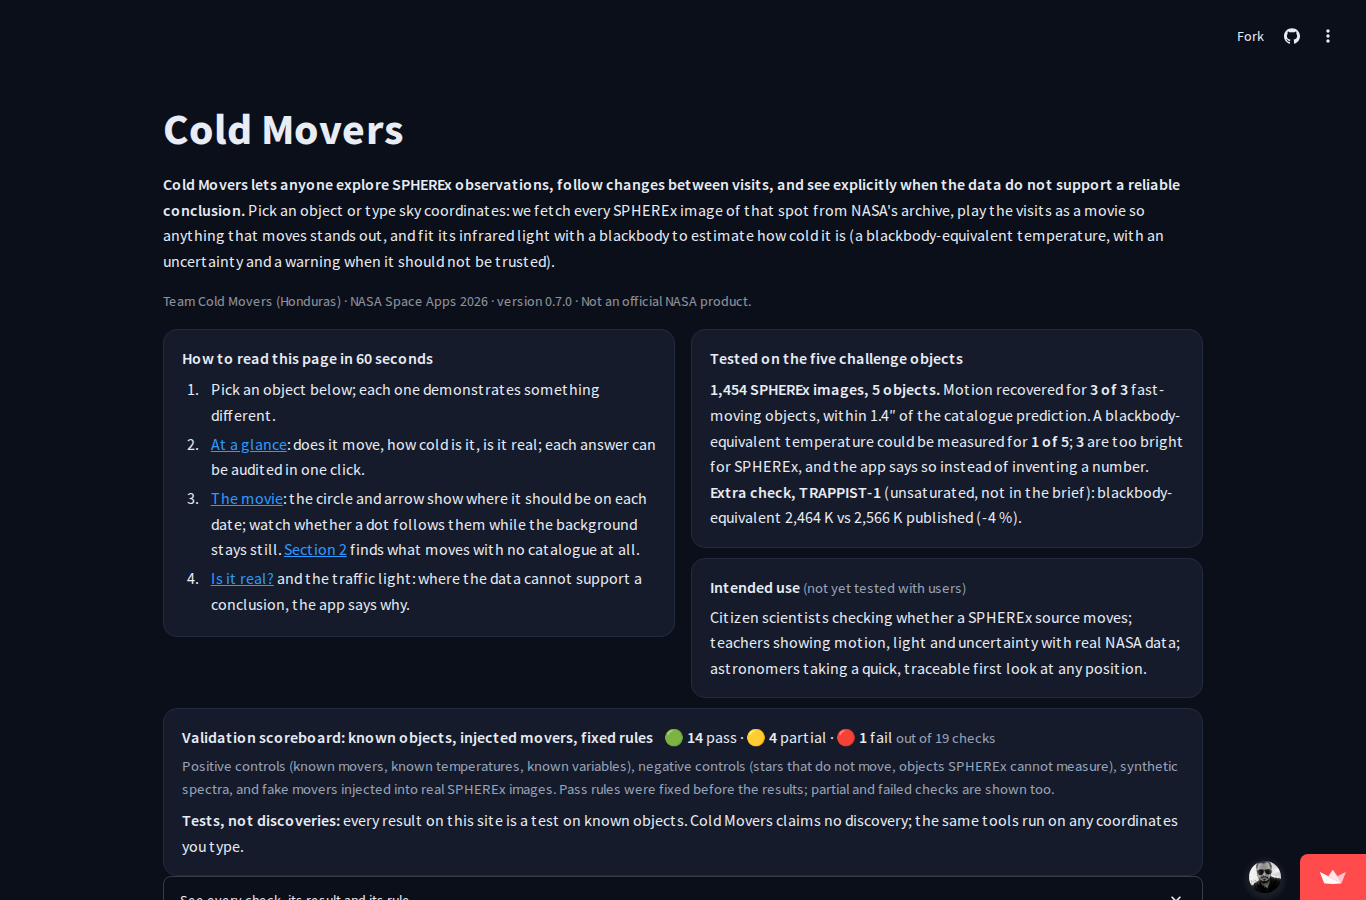 Fork
Cold Movers
Cold Movers lets anyone explore SPHEREx observations, follow changes between visits, and see explicitly when the data do not support a reliable
conclusion. Pick an object or type sky coordinates: we fetch every SPHEREx image of that spot from NASA's archive, play the visits as a movie so
anything that moves stands out, and fit its infrared light with a blackbody to estimate how cold it is (a blackbody-equivalent temperature, with an
uncertainty and a warning when it should not be trusted).
Team Cold Movers (Honduras) · NASA Space Apps 2026 · version 0.7.0 · Not an official NASA product.
How to read this page in 60 seconds
1. Pick an object below; each one demonstrates something
different.
2. At a glance: does it move, how cold is it, is it real; each answer can
be audited in one click.
3. The movie: the circle and arrow show where it should be on each
date; watch whether a dot follows them while the background
stays still. Section 2 finds what moves with no catalogue at all.
4. Is it real? and the traffic light: where the data cannot support a
conclusion, the app says why.
Tested on the five challenge objects
1,454 SPHEREx images, 5 objects. Motion recovered for 3 of 3 fast-
moving objects, within 1.4″ of the catalogue prediction. A blackbody-
equivalent temperature could be measured for 1 of 5; 3 are too bright
for SPHEREx, and the app says so instead of inventing a number.
Extra check, TRAPPIST-1 (unsaturated, not in the brief): blackbody-
equivalent 2,464 K vs 2,566 K published (-4 %).
Intended use (not yet tested with users)
Citizen scientists checking whether a SPHEREx source moves;
teachers showing motion, light and uncertainty with real NASA data;
astronomers taking a quick, traceable first look at any position.
Validation scoreboard: known objects, injected movers, fixed rules 🟢 14 pass · 🟡 4 partial · 🔴 1 fail out of 19 checks
Positive controls (known movers, known temperatures, known variables), negative controls (stars that do not move, objects SPHEREx cannot measure), synthetic
spectra, and fake movers injected into real SPHEREx images. Pass rules were fixed before the results; partial and failed checks are shown too.
Tests, not discoveries: every result on this site is a test on known objects. Cold Movers claims no discovery; the same tools run on any coordinates
you type.
See every check, its result and its rule